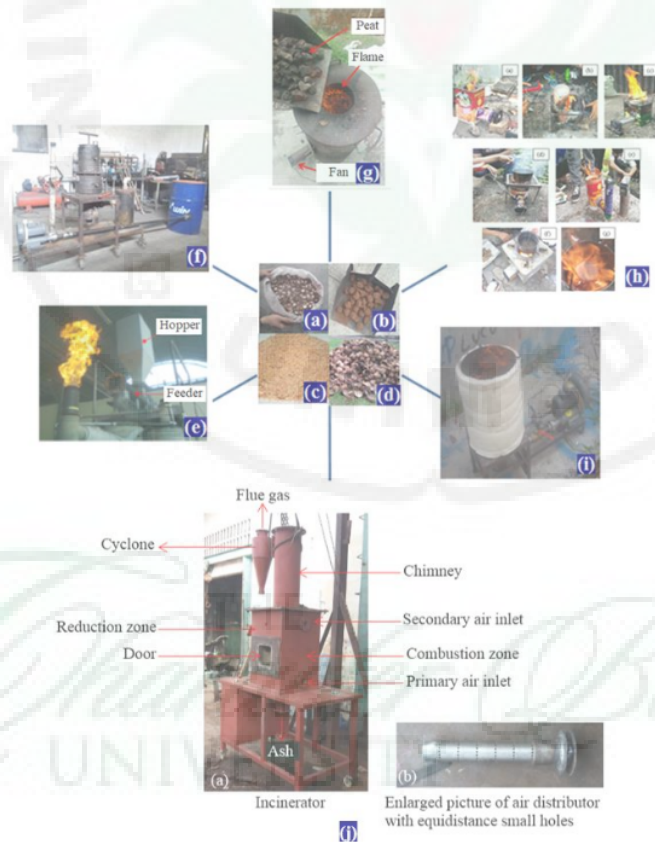 Peat
Flame
Fan
(g)
(a)
(b)
(c)
(d)
(e)
(f)
(g)
(h)
(f)
(a)
(b)
(c)
(d)
Hopper
Feeder
(e)
(i)
Flue gas
Cyclone
Chimney
Reduction zone
Secondary air inlet
Door
Combustion zone
Primary air inlet
Ash
(a)
(b)
Incinerator
Enlarged picture of air distributor
with equidistance small holes
(j)
UNIVERSITY